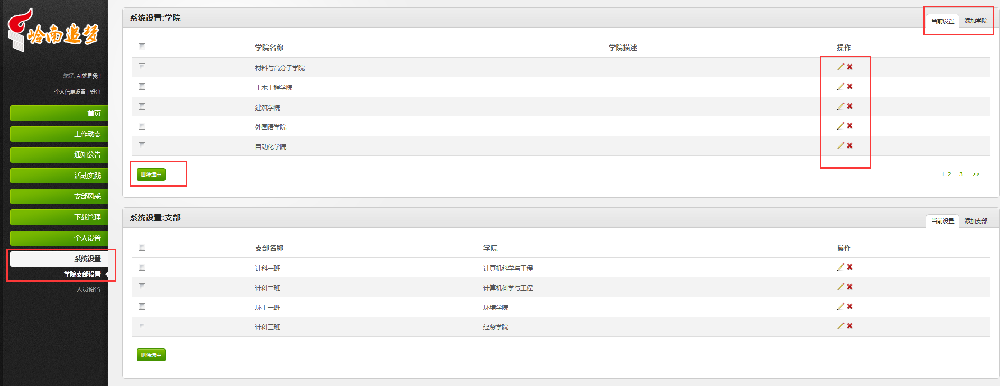 岭南追梦
您好, Ai就是我！
个人信息设置 | 登出
首页
工作动态
通知公告
活动实践
支部风采
下载管理
个人设置
系统设置
学院支部设置
人员设置
系统设置:学院
当前设置 添加学院
学院名称 学院描述 操作
材料与高分子学院
土木工程学院
建筑学院
外国语学院
自动化学院
删除选中
1 2 3 >>
系统设置:支部
当前设置 添加支部
支部名称 学院 操作
计科一班 计算机科学与工程
计科二班 计算机科学与工程
环工一班 环境学院
计科三班 经贸学院
删除选中